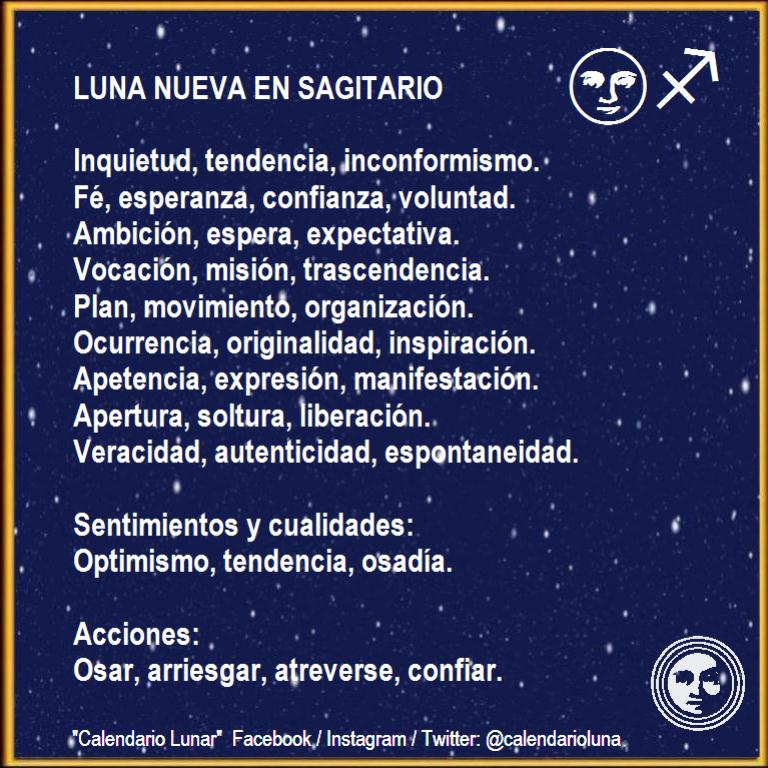 LUNA NUEVA EN SAGITARIO
Inquietud, tendencia, inconformismo.
Fé, esperanza, confianza, voluntad.
Ambición, espera, expectativa.
Vocación, misión, trascendencia.
Plan, movimiento, organización.
Ocurrencia, originalidad, inspiración.
Apetencia, expresión, manifestación.
Apertura, soltura, liberación.
Veracidad, autenticidad, espontaneidad.
Sentimientos y cualidades:
Optimismo, tendencia, osadía.
Acciones:
Osar, arriesgar, atreverse, confiar.
"Calendario Lunar" Facebook / Instagram / Twitter: @calendarioluna